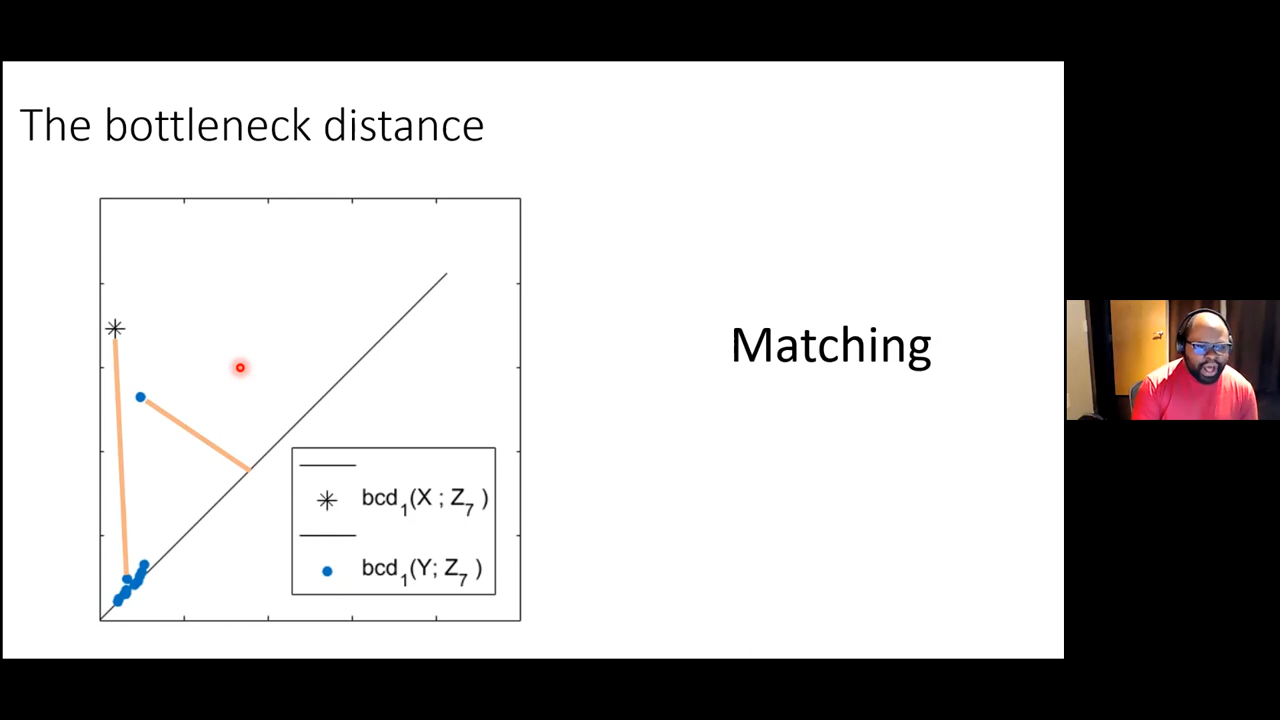 The bottleneck distance
Matching
bcd1(X ; Z7 )
bcd1(Y; Z7 )